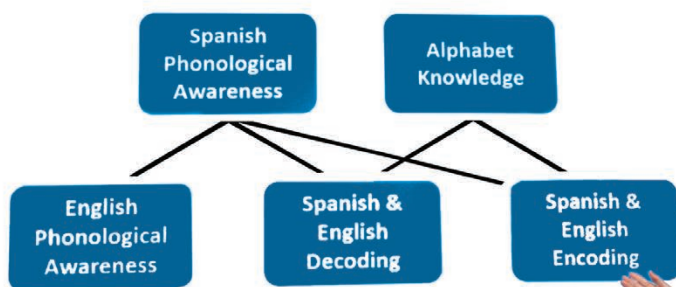 Spanish
Phonological
Awareness
Alphabet
Knowledge
English
Phonological
Awareness
Spanish &
English
Decoding
Spanish &
English
Encoding